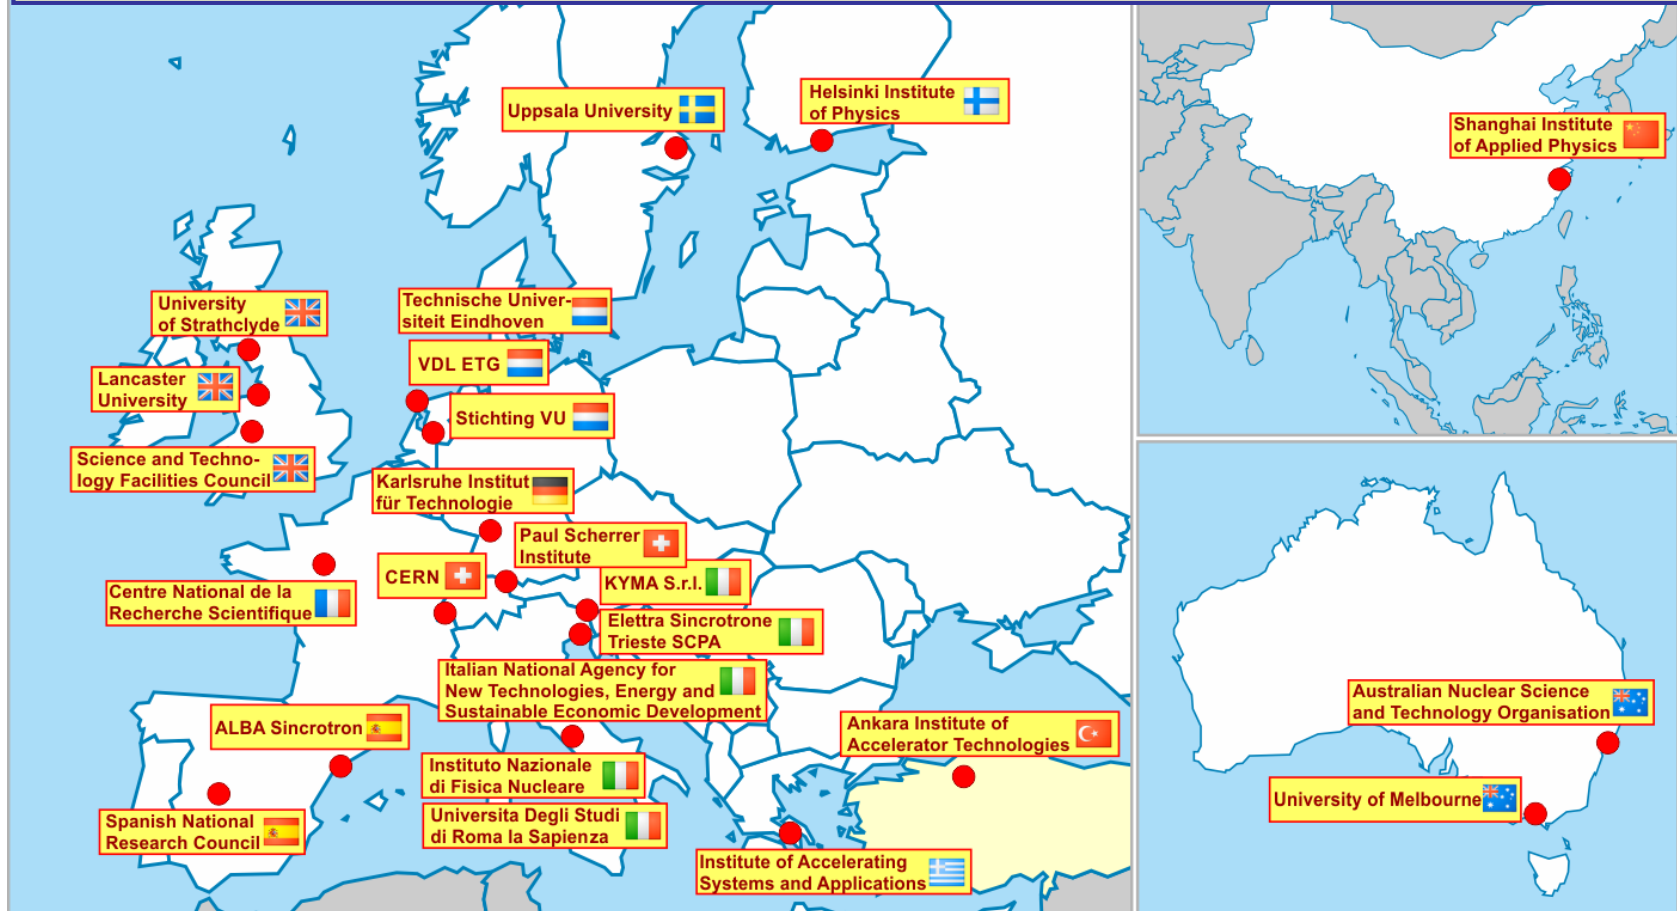 Uppsala University
Helsinki Institute
of Physics
Shanghai Institute
of Applied Physics
University
of Strathclyde
Technische Univer-
siteit Eindhoven
VDL ETG
Lancaster
University
Stichting VU
Science and Techno-
logy Facilities Council
Karlsruhe Institut
für Technologie
Paul Scherrer
Institute
CERN
KYMA S.r.l.
Centre National de la
Recherche Scientifique
Elettra Sincrotrone
Trieste SCPA
Italian National Agency for
New Technologies, Energy and
Sustainable Economic Development
ALBA Sincrotron
Ankara Institute of
Accelerator Technologies
Australian Nuclear Science
and Technology Organisation
Instituto Nazionale
di Fisica Nucleare
University of Melbourne
Universita Degli Studi
di Roma la Sapienza
Spanish National
Research Council
Institute of Accelerating
Systems and Applications